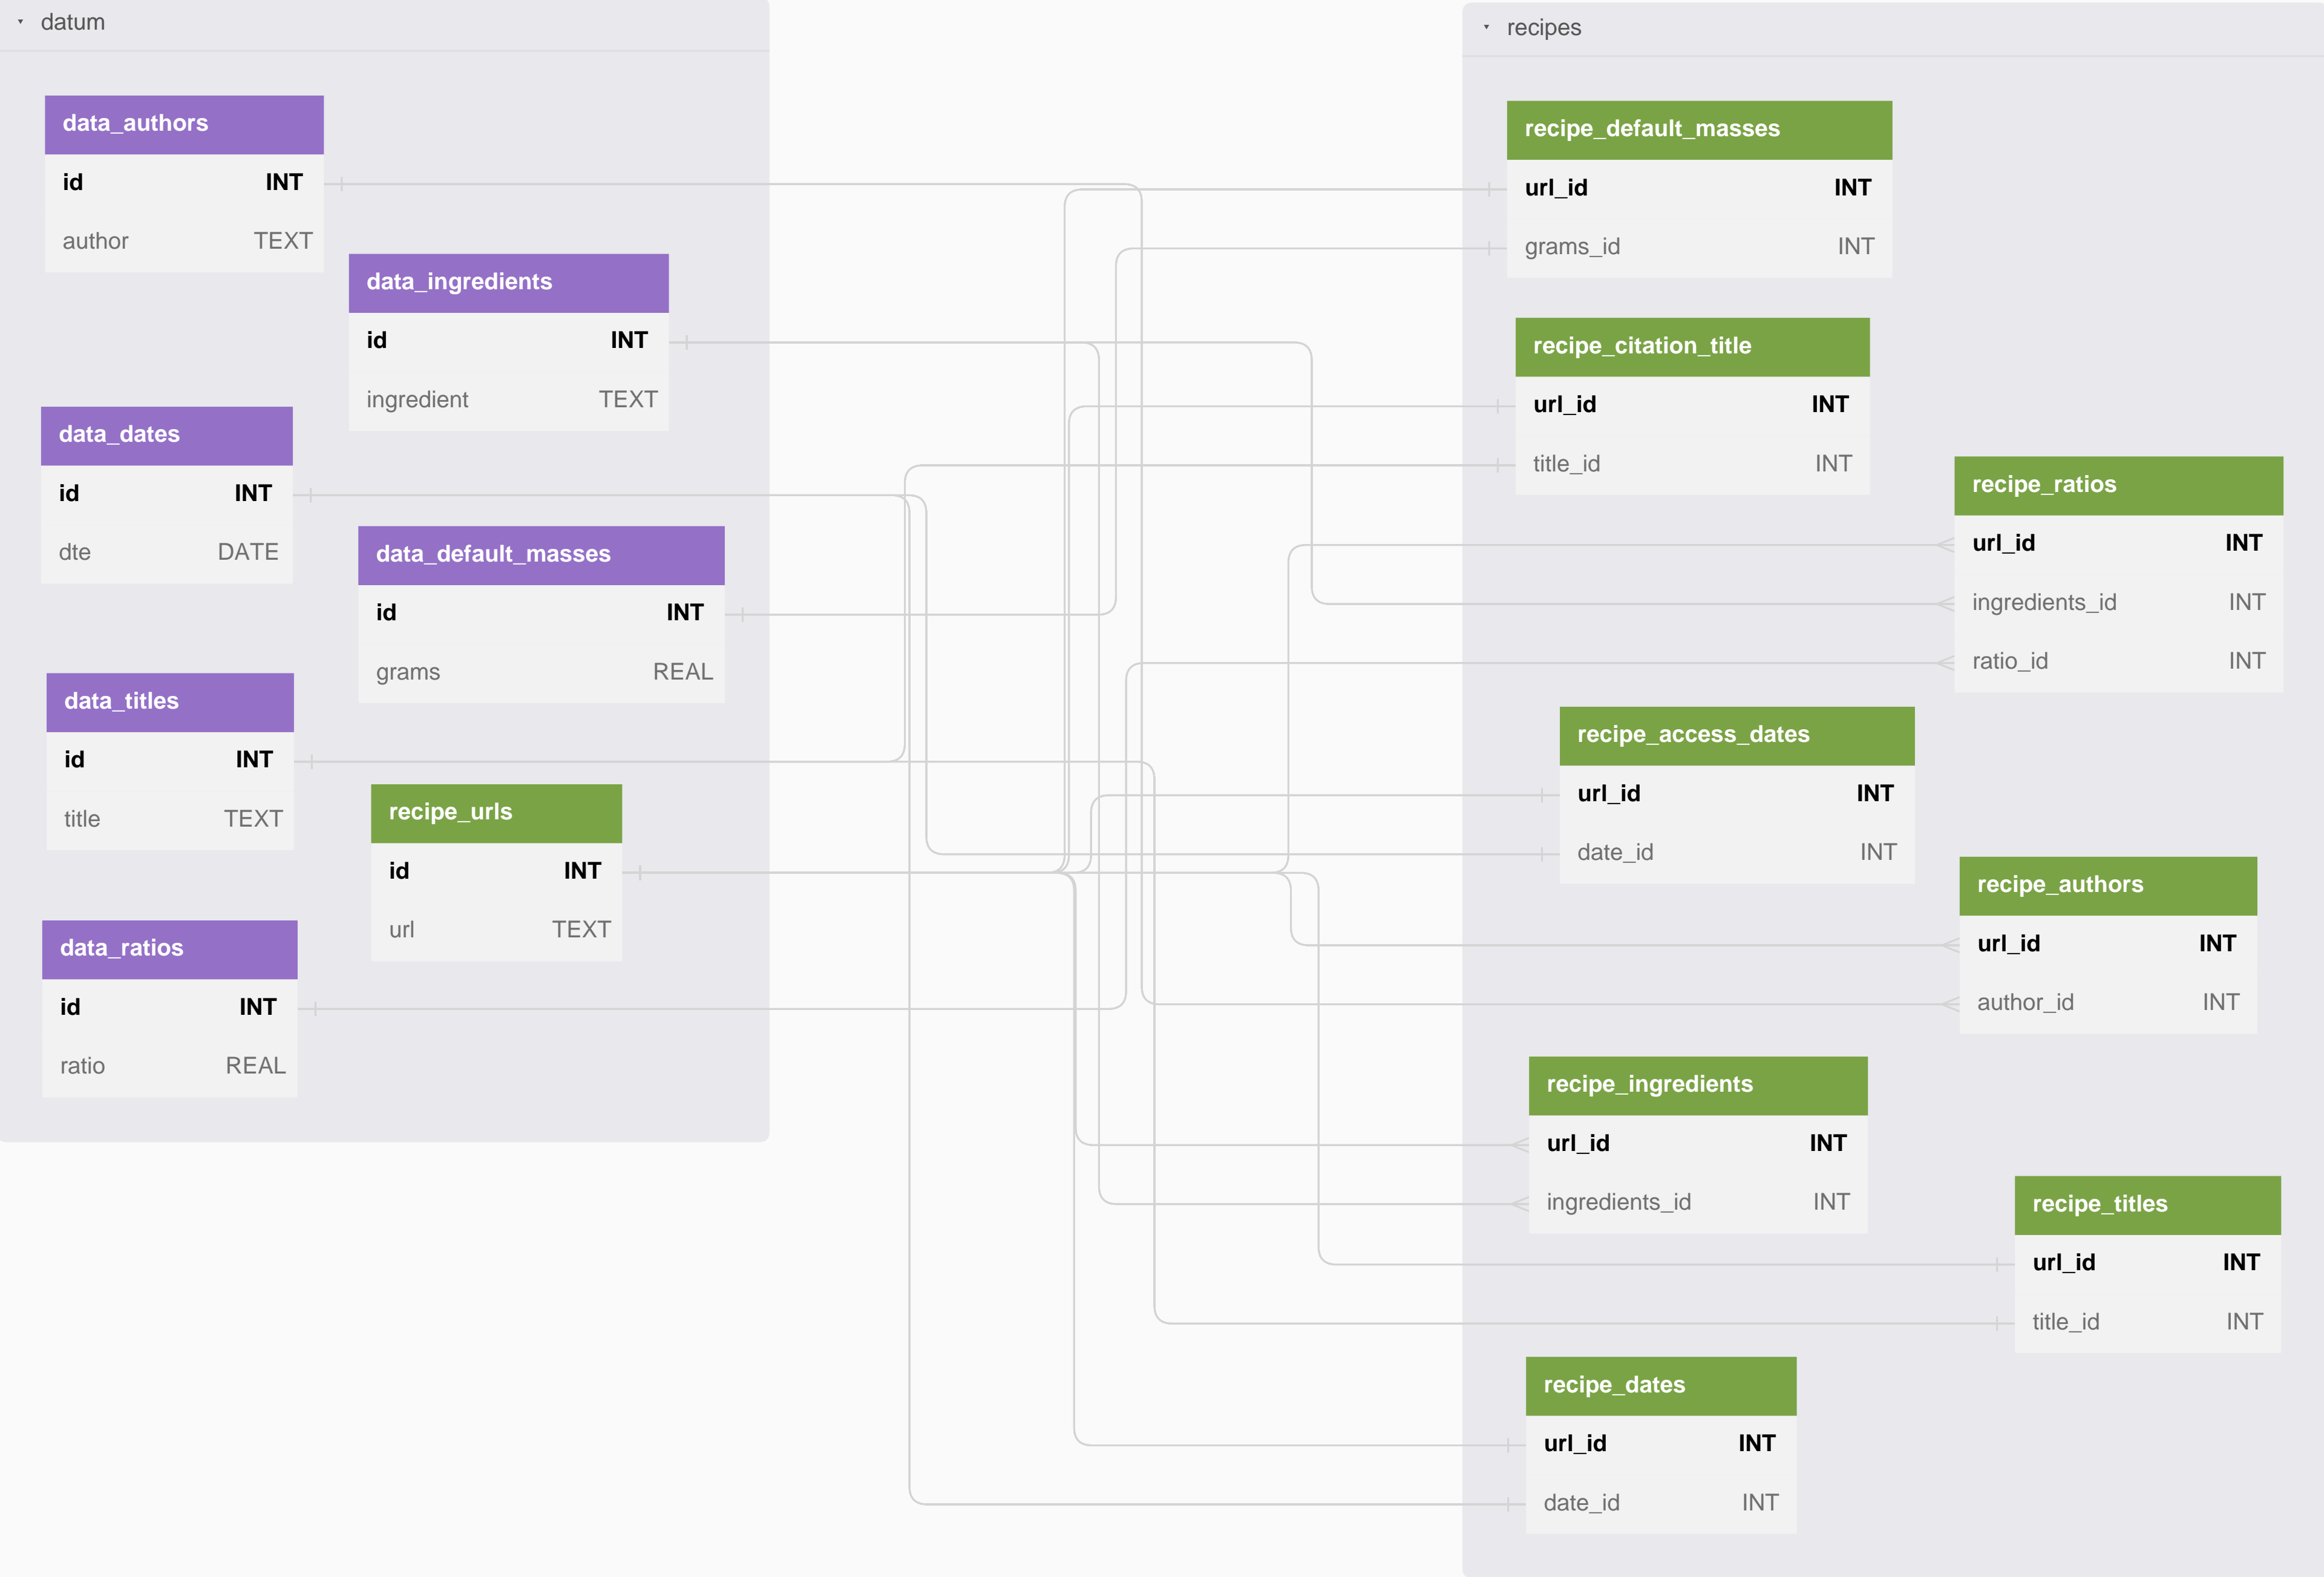 datum
data_authors
id INT
author TEXT
data_ingredients
id INT
ingredient TEXT
data_dates
id INT
dte DATE
data_default_masses
id INT
grams REAL
data_titles
id INT
title TEXT
recipe_urls
id INT
url TEXT
data_ratios
id INT
ratio REAL
recipes
recipe_default_masses
url_id INT
grams_id INT
recipe_citation_title
url_id INT
title_id INT
recipe_ratios
url_id INT
ingredients_id INT
ratio_id INT
recipe_access_dates
url_id INT
date_id INT
recipe_authors
url_id INT
author_id INT
recipe_ingredients
url_id INT
ingredients_id INT
recipe_titles
url_id INT
title_id INT
recipe_dates
url_id INT
date_id INT